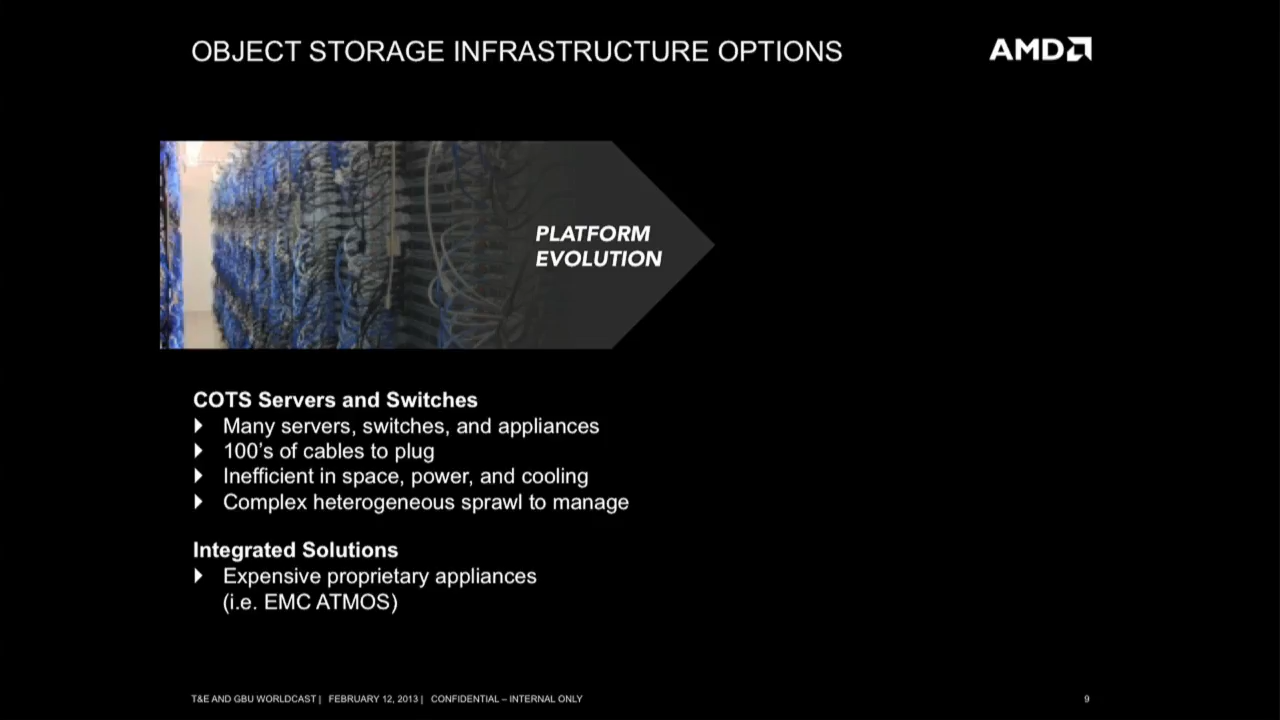 OBJECT STORAGE INFRASTRUCTURE OPTIONS
AMD
PLATFORM
EVOLUTION
COTS Servers and Switches
Many servers, switches, and appliances
100's of cables to plug
Inefficient in space, power, and cooling
Complex heterogeneous sprawl to manage
Integrated Solutions
Expensive proprietary appliances
(i.e. EMC ATMOS)
T&E AND GBU WORLDCAST | FEBRUARY 12, 2013 | CONFIDENTIAL – INTERNAL ONLY
9